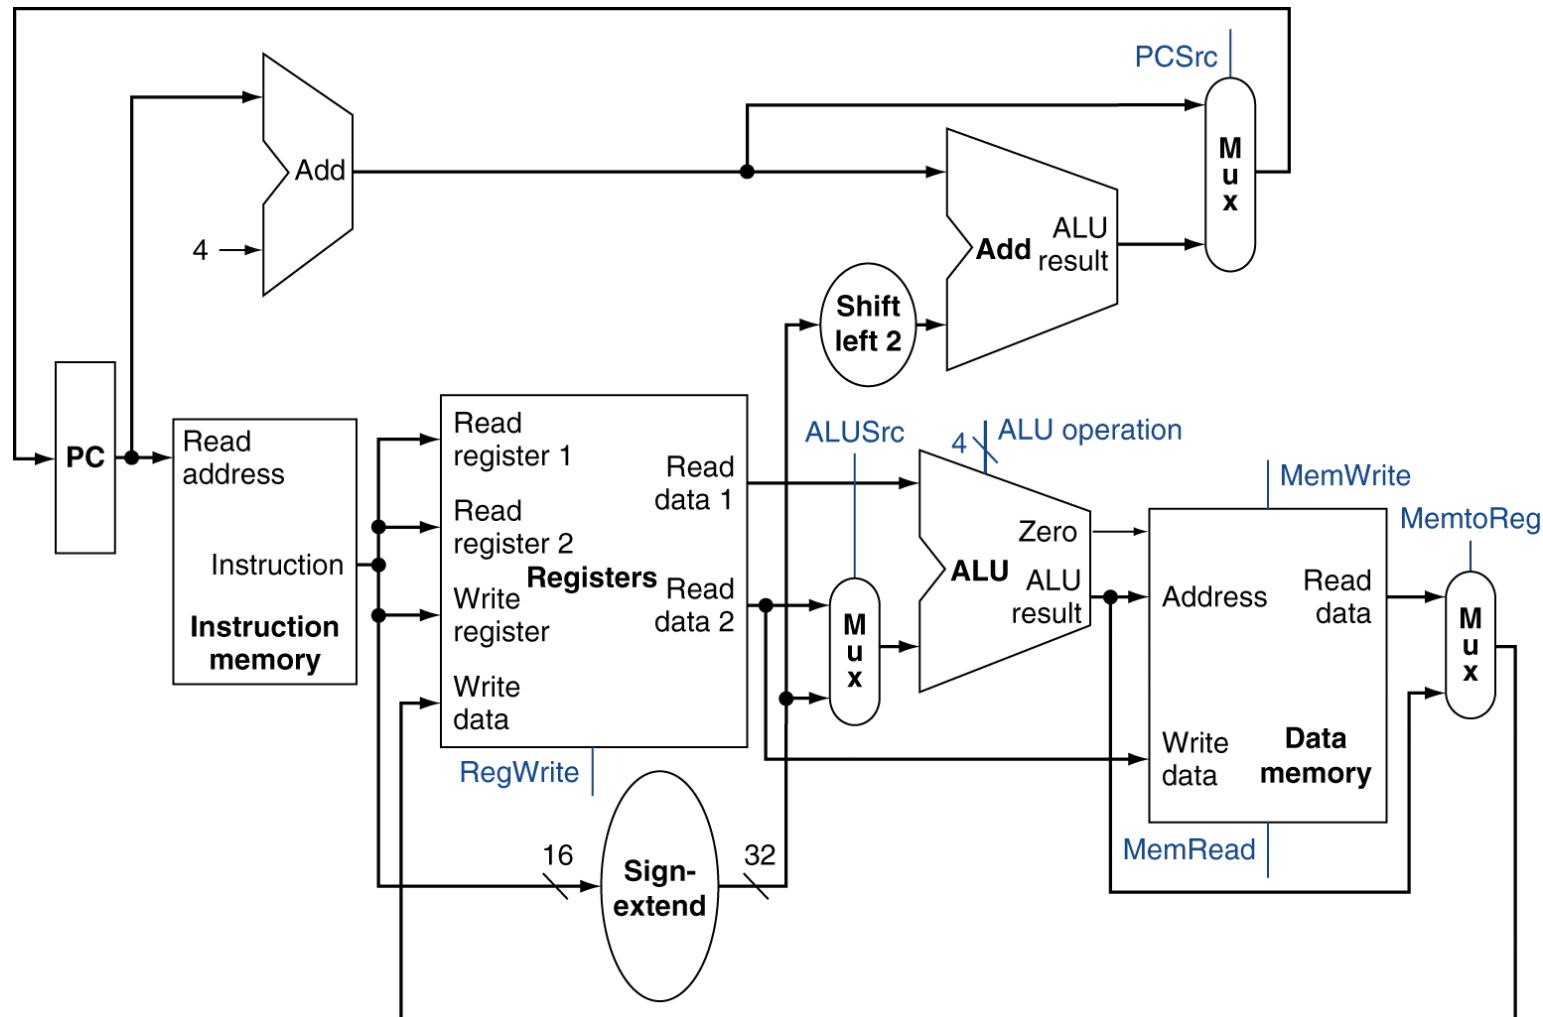 PCSrc
M
u
x
Add
4
ALU
result
Add
Shift
left 2
PC
Read
address
Instruction
Instruction
memory
Read
register 1
Read
register 2
Write
register
Write
data
Registers
Read
data 1
Read
data 2
RegWrite
16
Sign-
extend
32
ALUSrc
M
u
x
4
ALU operation
Zero
ALU
ALU
result
MemWrite
Address
Read
data
Write
data
Data
memory
MemRead
MemtoReg
M
u
x